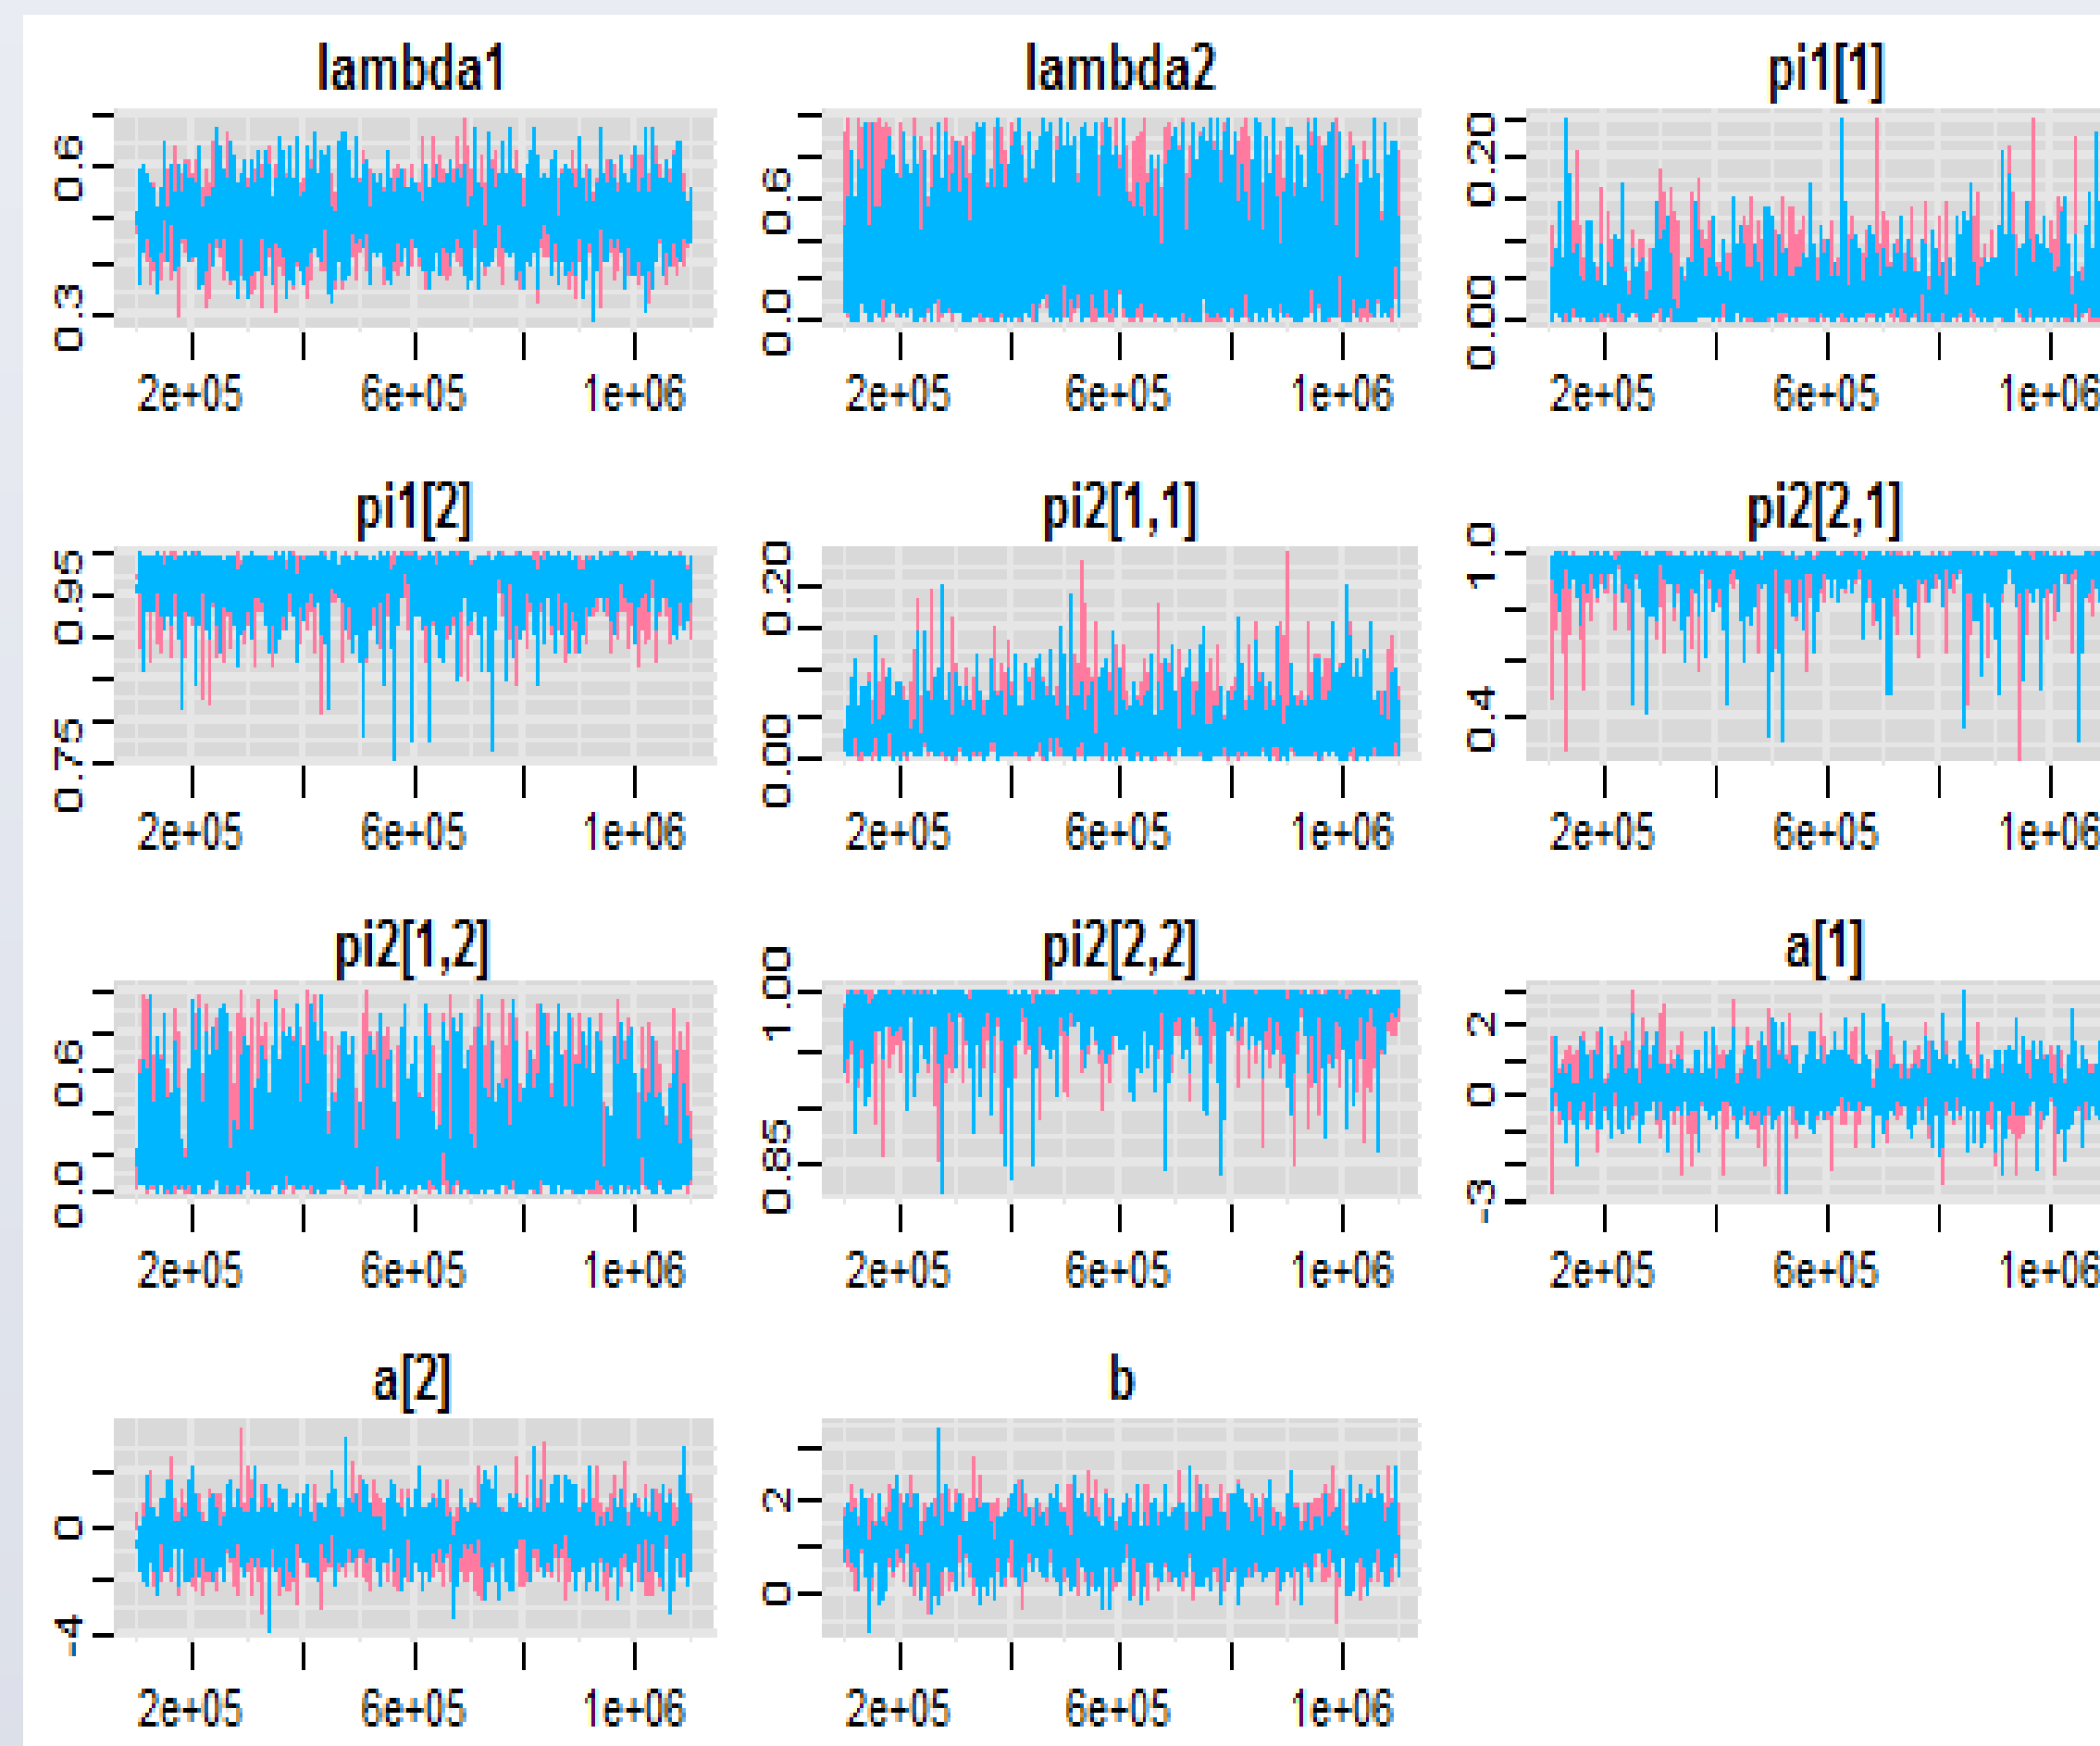 lambda1 lambda2 pi1[1]
0.6 0.3 0.6 0.0 0.20 0.00
2e+05 6e+05 1e+06 2e+05 6e+05 1e+06 2e+05 6e+05 1e+06
pi1[2] pi2[1,1] pi2[2,1]
0.95 0.75 0.20 0.00 1.0 0.4
2e+05 6e+05 1e+06 2e+05 6e+05 1e+06 2e+05 6e+05 1e+06
pi2[1,2] pi2[2,2] a[1]
0.6 0.0 1.00 0.85 2 0 -3
2e+05 6e+05 1e+06 2e+05 6e+05 1e+06 2e+05 6e+05 1e+06
a[2] b
0 -4 2 0
2e+05 6e+05 1e+06 2e+05 6e+05 1e+06